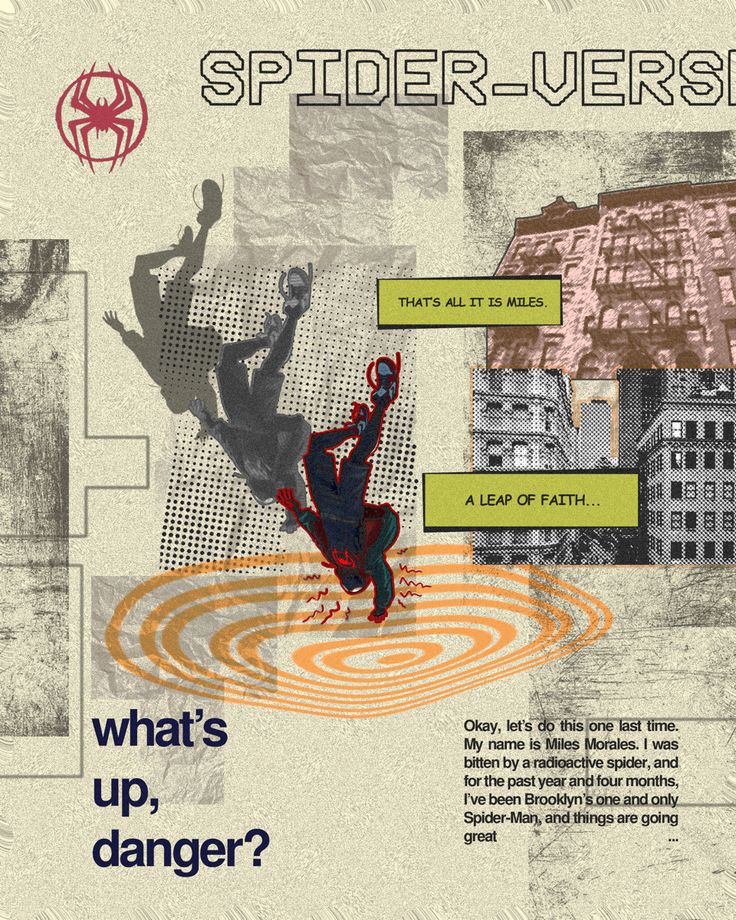 SPIDER-VERSE
THAT'S ALL IT IS MILES.
A LEAP OF FAITH...
what's
up,
danger?
Okay, let's do this one last time.
My name is Miles Morales. I was
bitten by a radioactive spider, and
for the past year and four months,
I've been Brooklyn's one and only
Spider-Man, and things are going
great ...